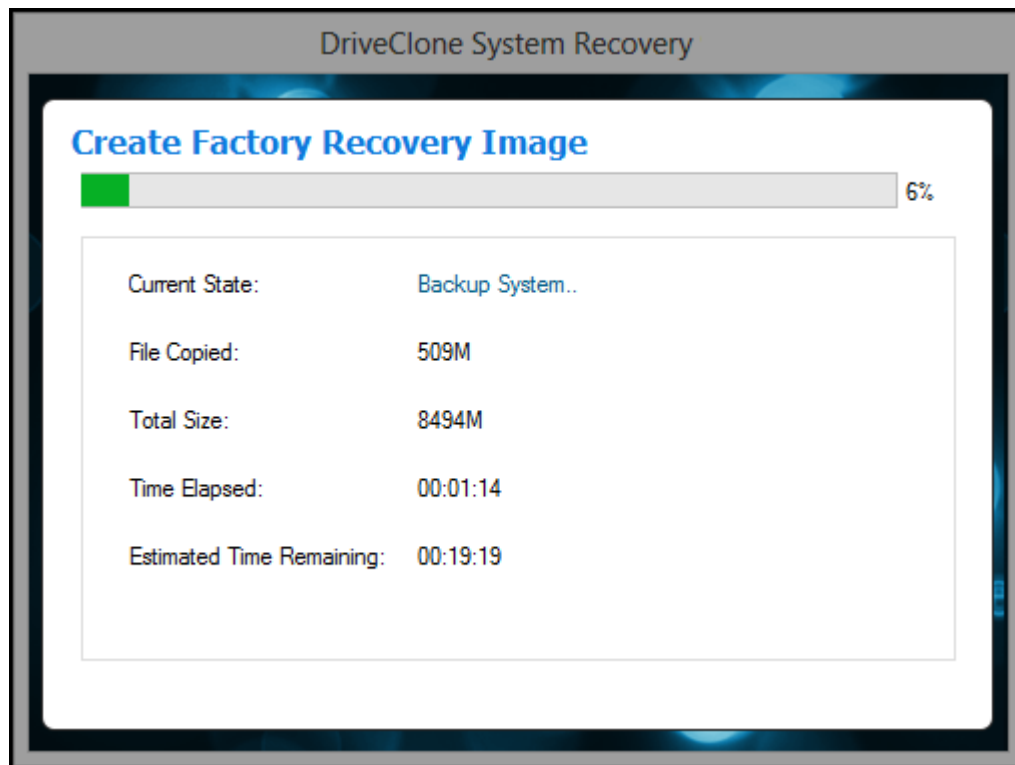 DriveClone System Recovery
Create Factory Recovery Image
6%
Current State: Backup System..
File Copied: 509M
Total Size: 8494M
Time Elapsed: 00:01:14
Estimated Time Remaining: 00:19:19